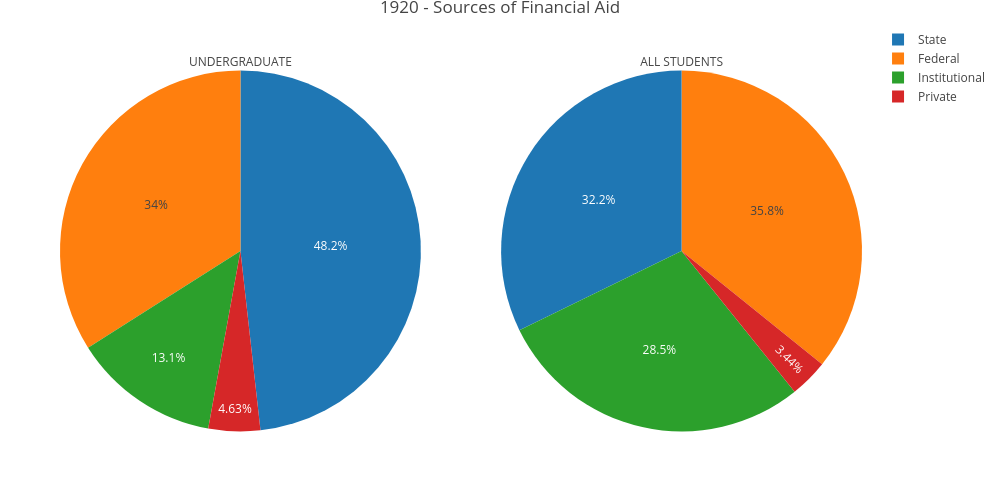 1920 - Sources of Financial Aid
UNDERGRADUATE
34%
48.2%
13.1%
4.63%
ALL STUDENTS
32.2%
35.8%
28.5%
3.44%
State
Federal
Institutional
Private